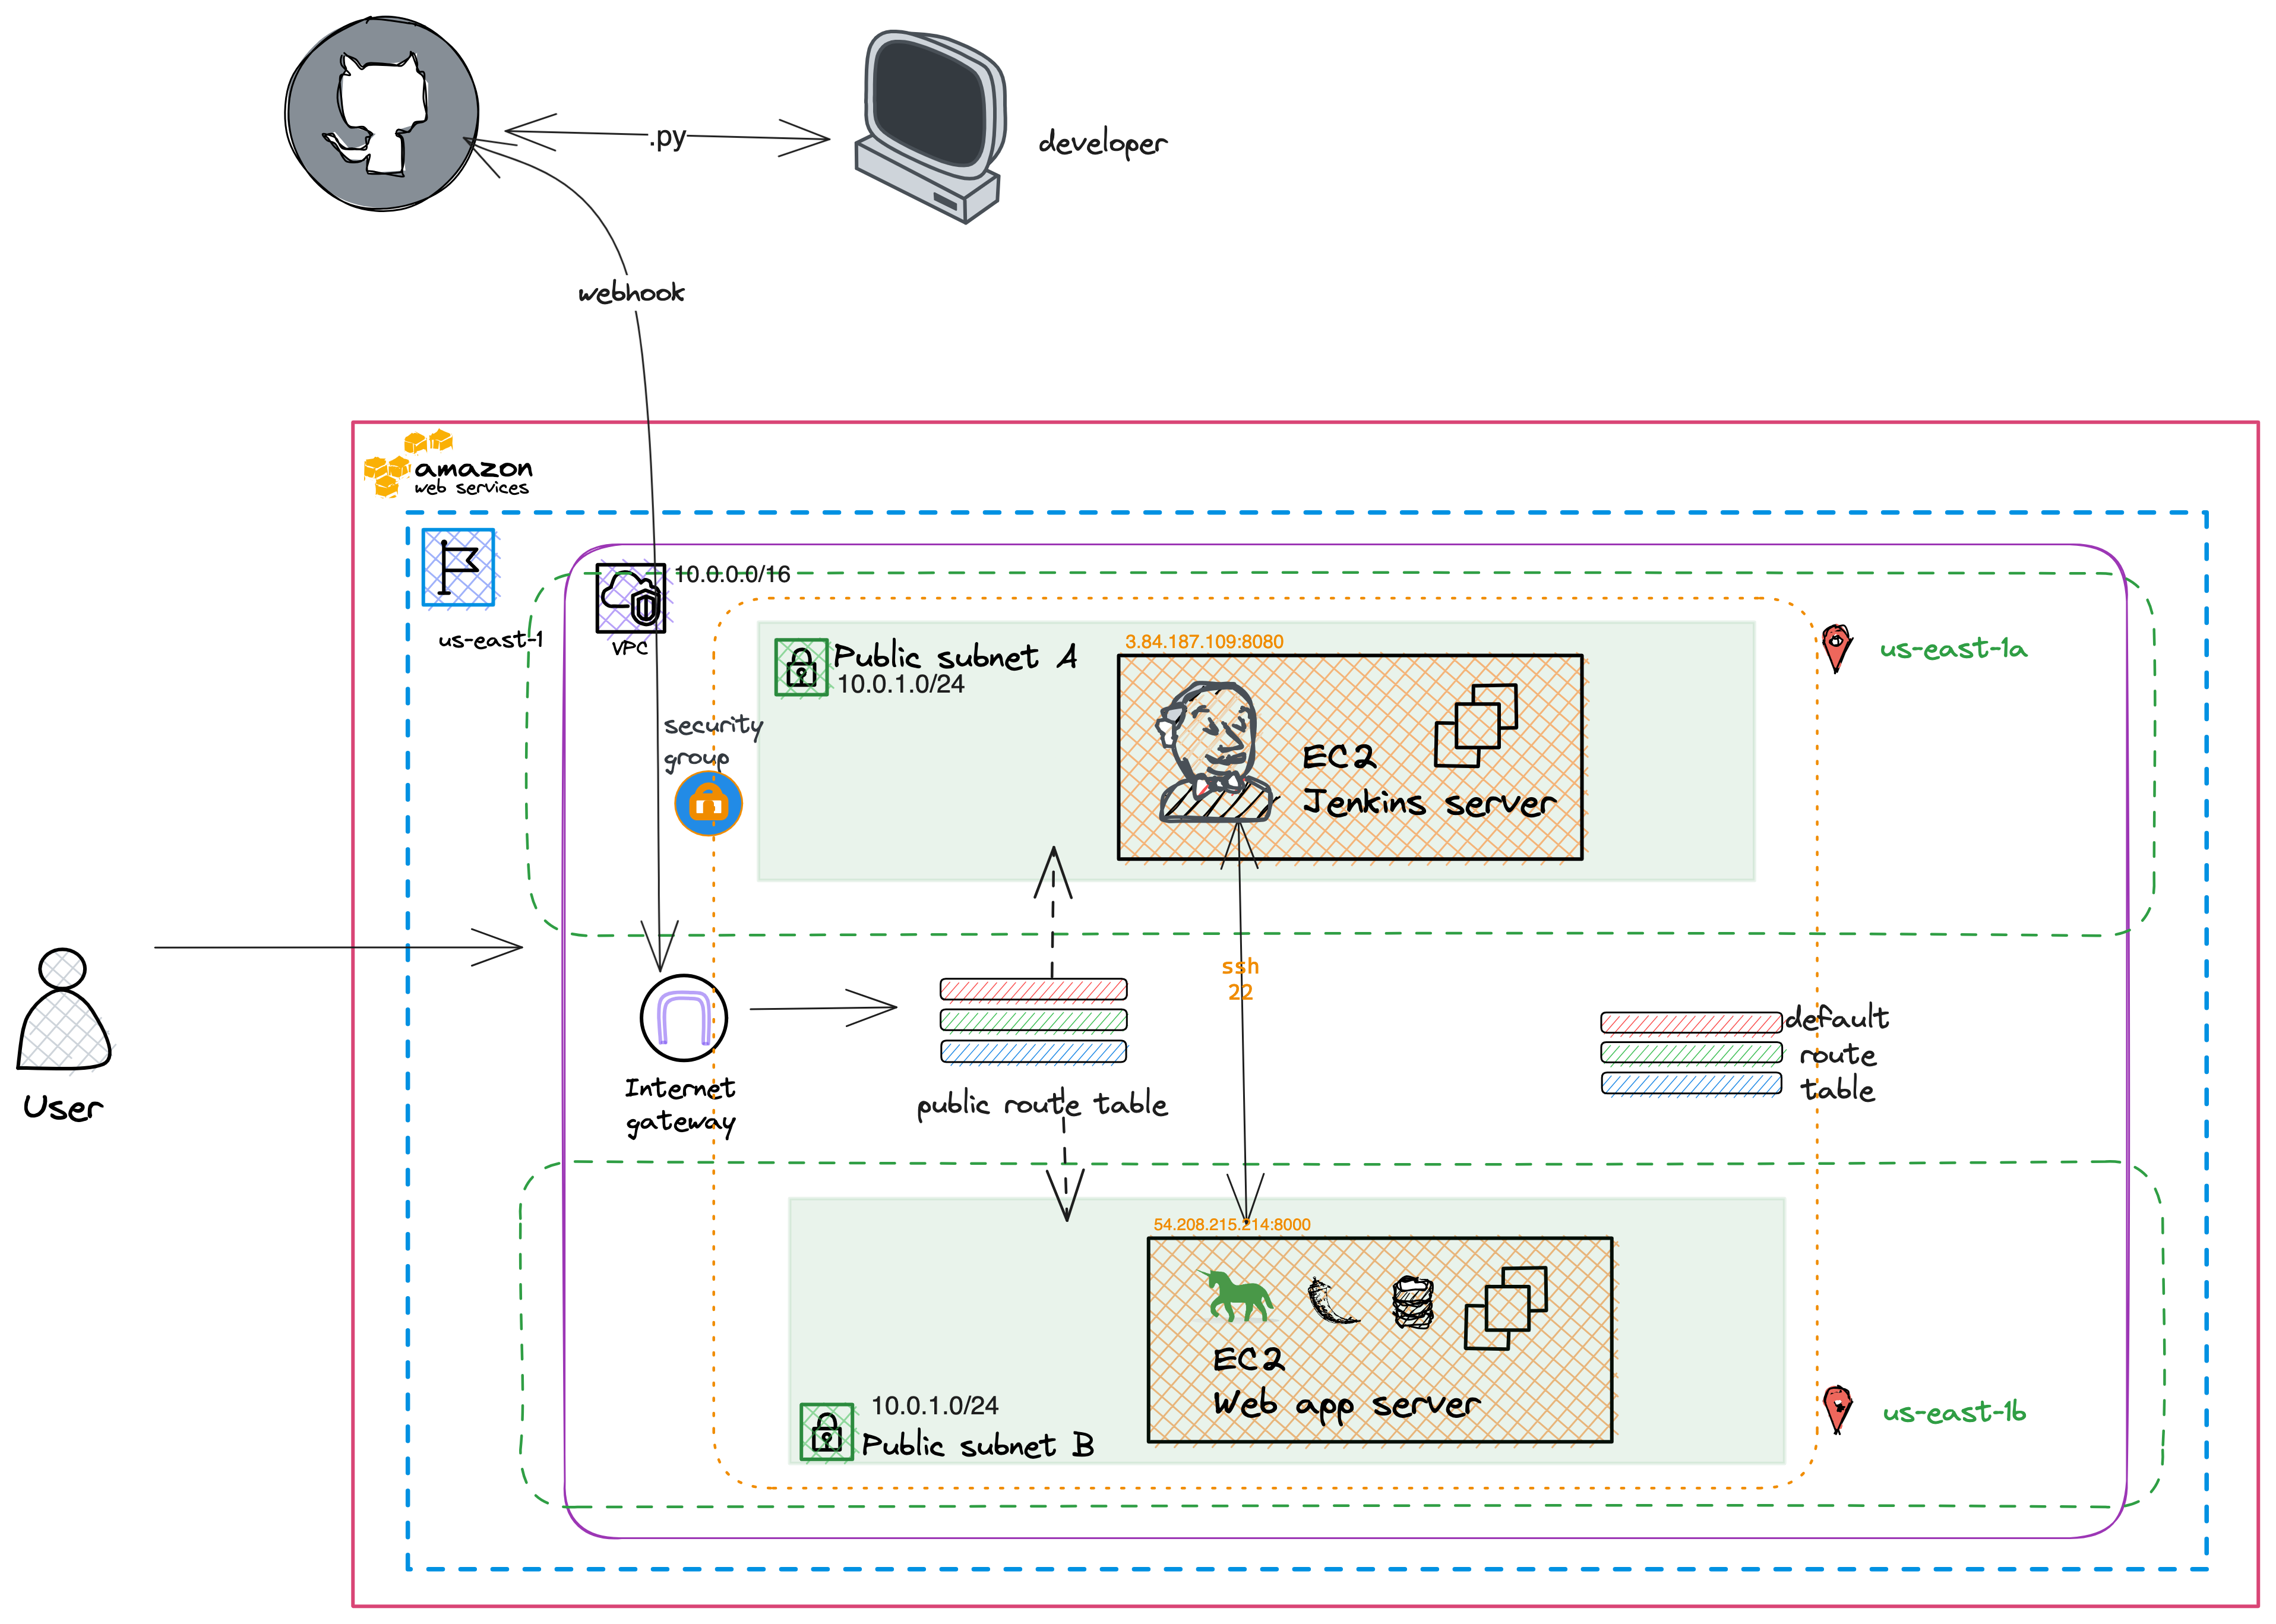 .py
developer
webhook
amazon
web services
us-east-1
10.0.0.0/16
VPC
Public subnet A
10.0.1.0/24
3.84.187.109:8080
EC2
Jenkins server
us-east-1a
security
group
ssh
22
User
Internet
gateway
public route table
default
route
table
54.208.215.214:8000
EC2
Web app server
10.0.1.0/24
Public subnet B
us-east-1b